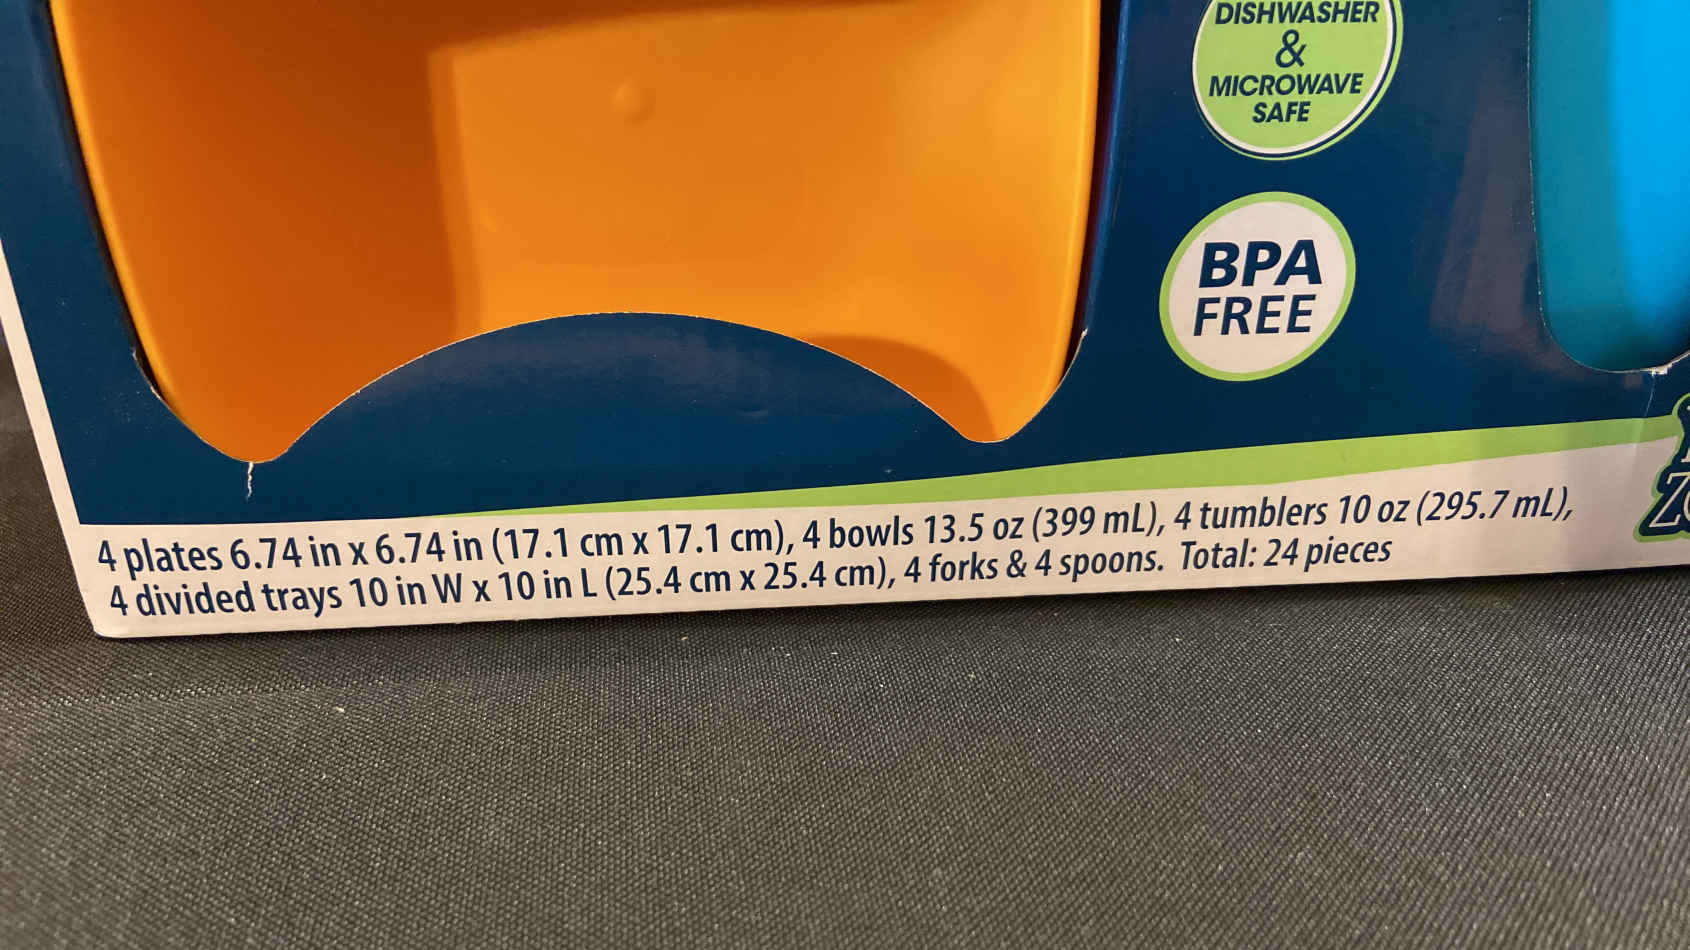 DISHWASHER
&
MICROWAVE
SAFE
BPA
FREE
4 plates 6.74 in x 6.74 in (17.1 cm x 17.1 cm), 4 bowls 13.5 oz (399 mL), 4 tumblers 10 oz (295.7 mL),
4 divided trays 10 in W x 10 in L (25.4 cm x 25.4 cm), 4 forks & 4 spoons. Total: 24 pieces